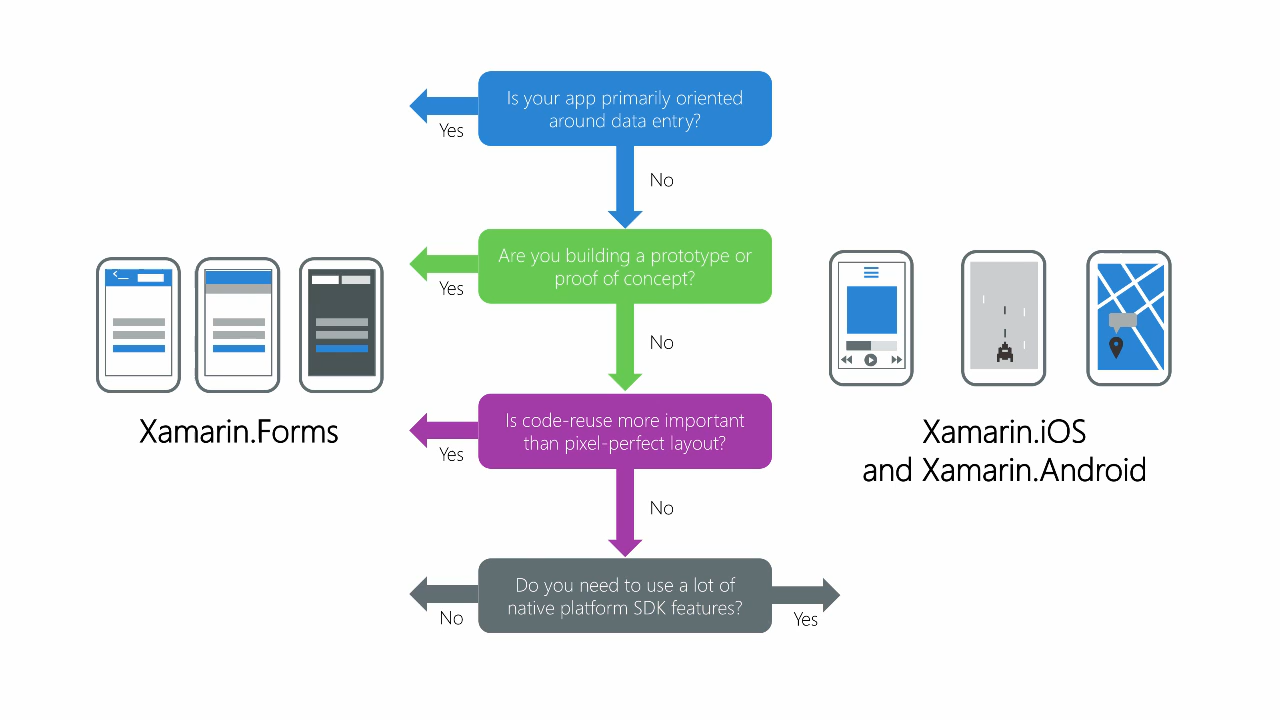 Is your app primarily oriented
around data entry?
Yes
No
Are you building a prototype or
proof of concept?
Yes
No
Xamarin.Forms
Is code-reuse more important
than pixel-perfect layout?
Yes
No
Xamarin.iOS
and Xamarin.Android
Do you need to use a lot of
native platform SDK features?
No
Yes